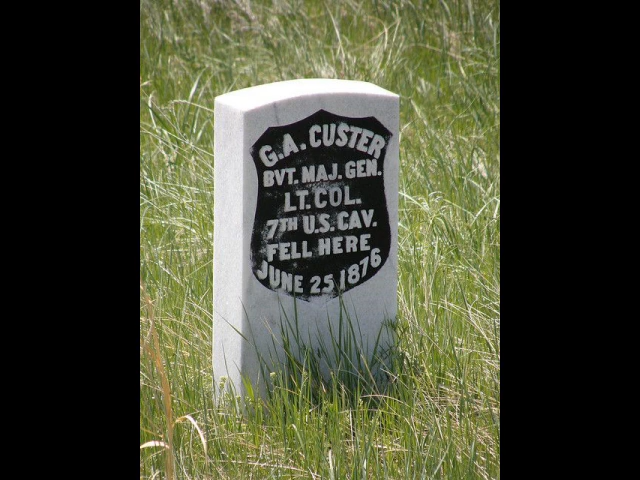 G.A. CUSTER
BVT. MAJ. GEN.
LT. COL.
7TH U.S. CAV.
FELL HERE
JUNE 25 1876